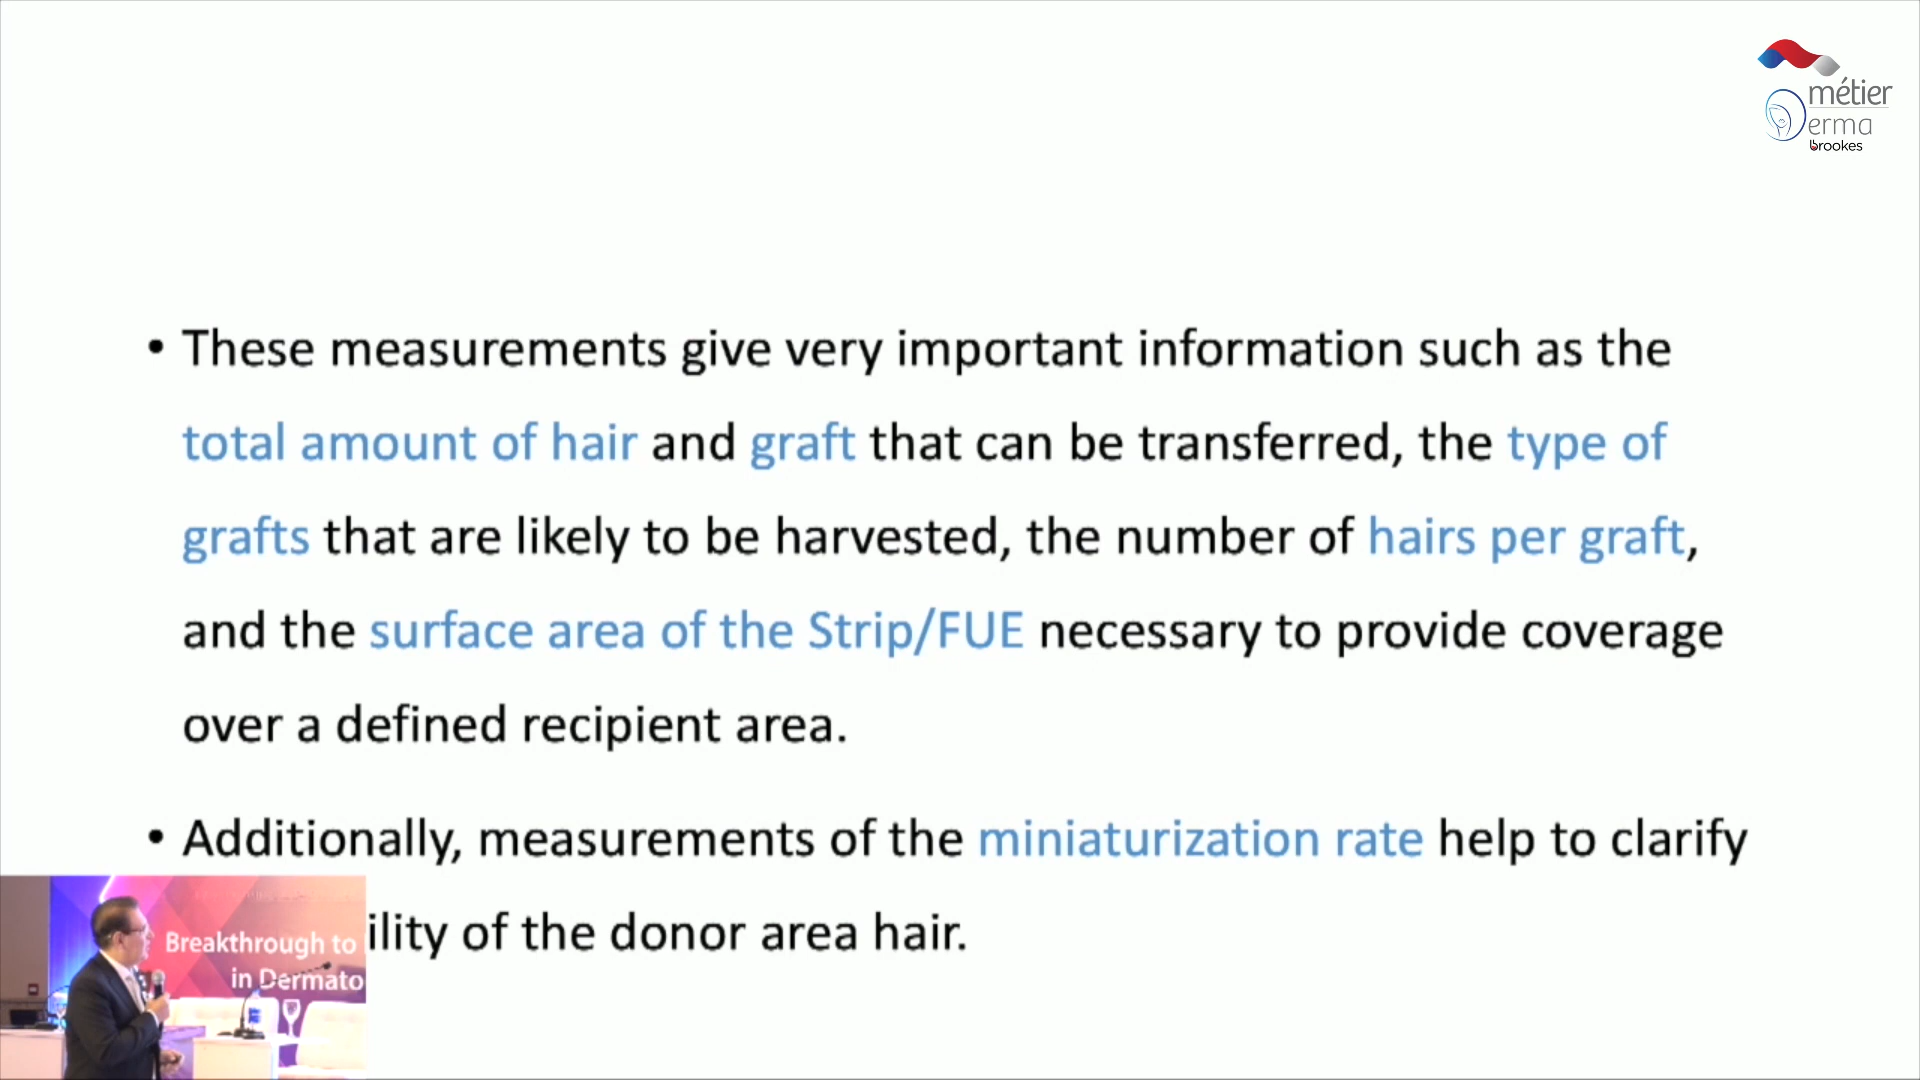 métier
Derma
brookes
• These measurements give very important information such as the
total amount of hair and graft that can be transferred, the type of
grafts that are likely to be harvested, the number of hairs per graft,
and the surface area of the Strip/FUE necessary to provide coverage
over a defined recipient area.
• Additionally, measurements of the miniaturization rate help to clarify
ility of the donor area hair.
Breakthrough to
in Dermato